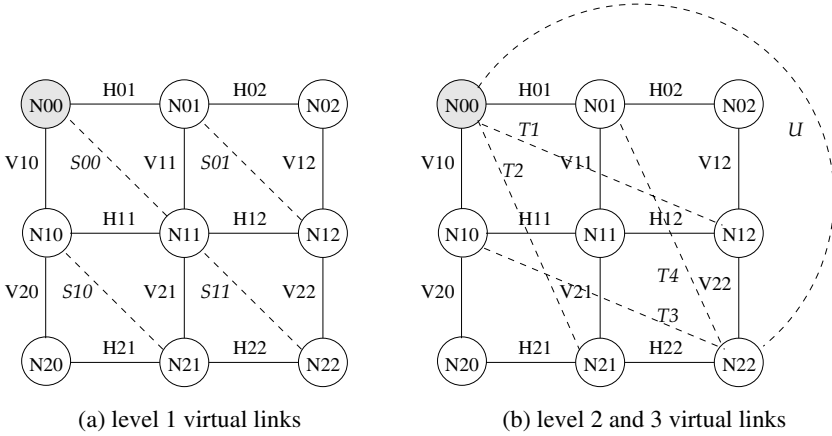 H01 H02
N00 N01 N02
V10 S00 V11 S01 V12
H11 H12
N10 N11 N12
V20 S10 V21 S11 V22
H21 H22
N20 N21 N22
(a) level 1 virtual links
H01 H02
N00 N01 N02
T1 U
V10 T2 V11 V12
H11 H12
N10 N11 N12
T4 V22
V20 V21 T3
H21 H22
N20 N21 N22
(b) level 2 and 3 virtual links